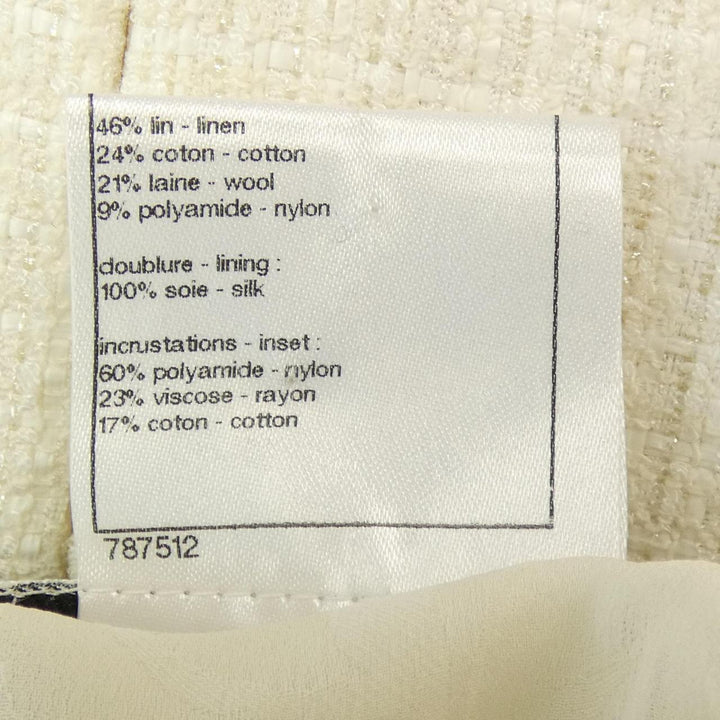 46% lin - linen
24% coton - cotton
21% laine - wool
9% polyamide - nylon
doublure - lining :
100% soie - silk
incrustations - inset :
60% polyamide - nylon
23% viscose - rayon
17% coton - cotton
787512